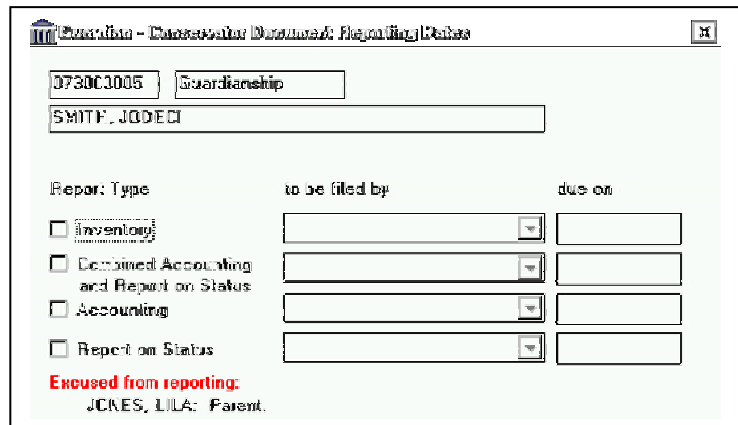 Guardian - Conservator Document Reporting Dates
Guardianship
SMITH, JODECI
Report Type to be filed by due on
Inventory
Combined Accounting
and Report on Status
Accounting
Report on Status
Excused from reporting:
JONES, LILA: Parent.